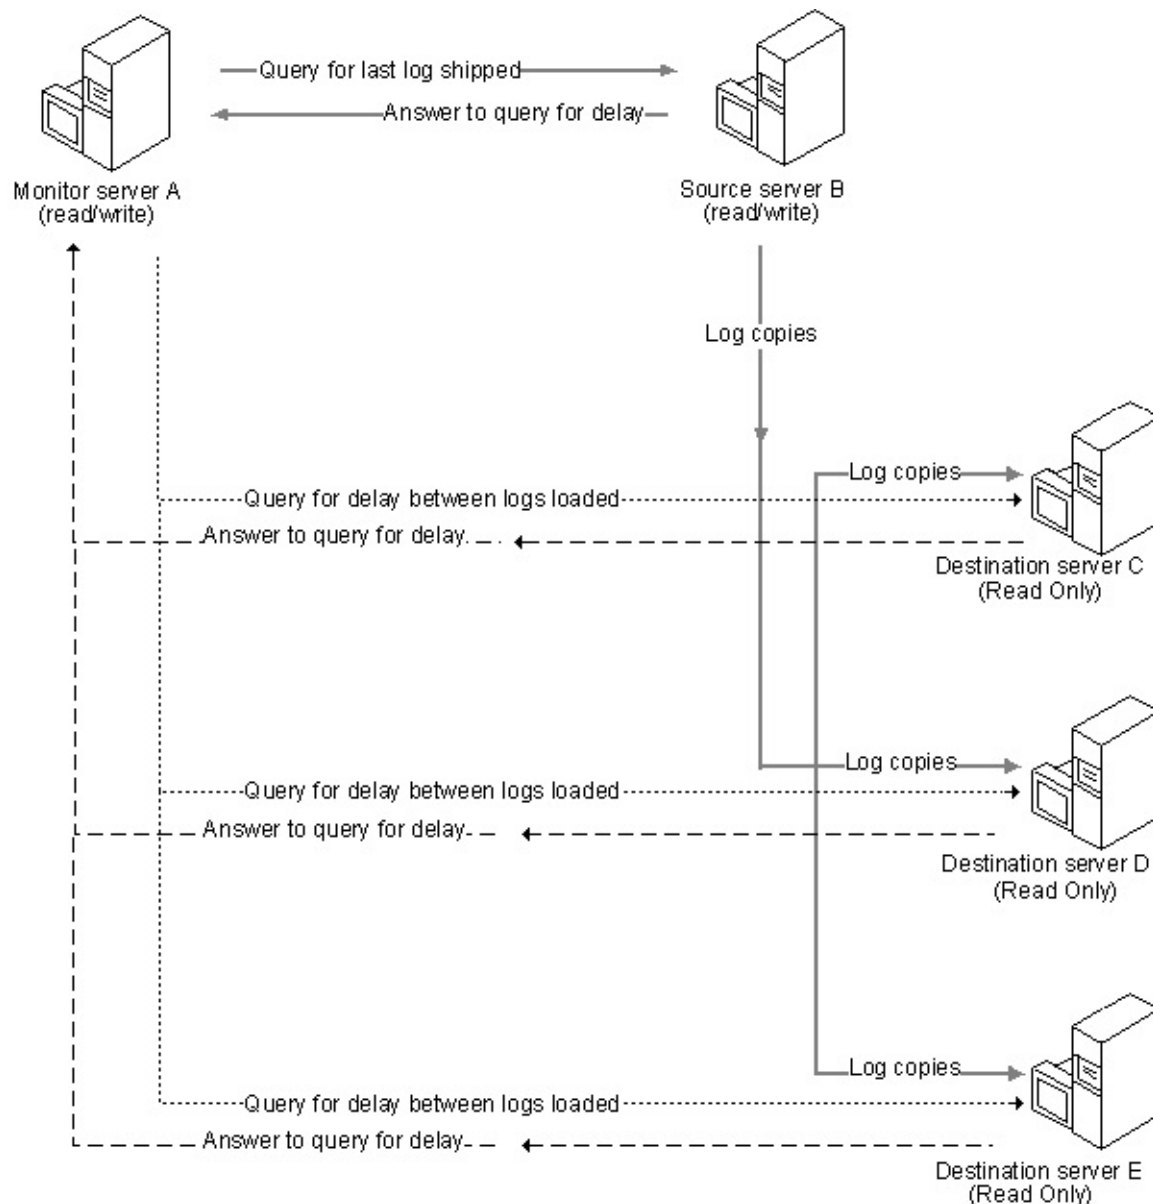 Query for last log shipped
Answer to query for delay
Monitor server A
(read/write)
Source server B
(read/write)
Log copies
Log copies
Query for delay between logs loaded
Answer to query for delay
Destination server C
(Read Only)
Log copies
Query for delay between logs loaded
Answer to query for delay
Destination server D
(Read Only)
Log copies
Query for delay between logs loaded
Answer to query for delay
Destination server E
(Read Only)